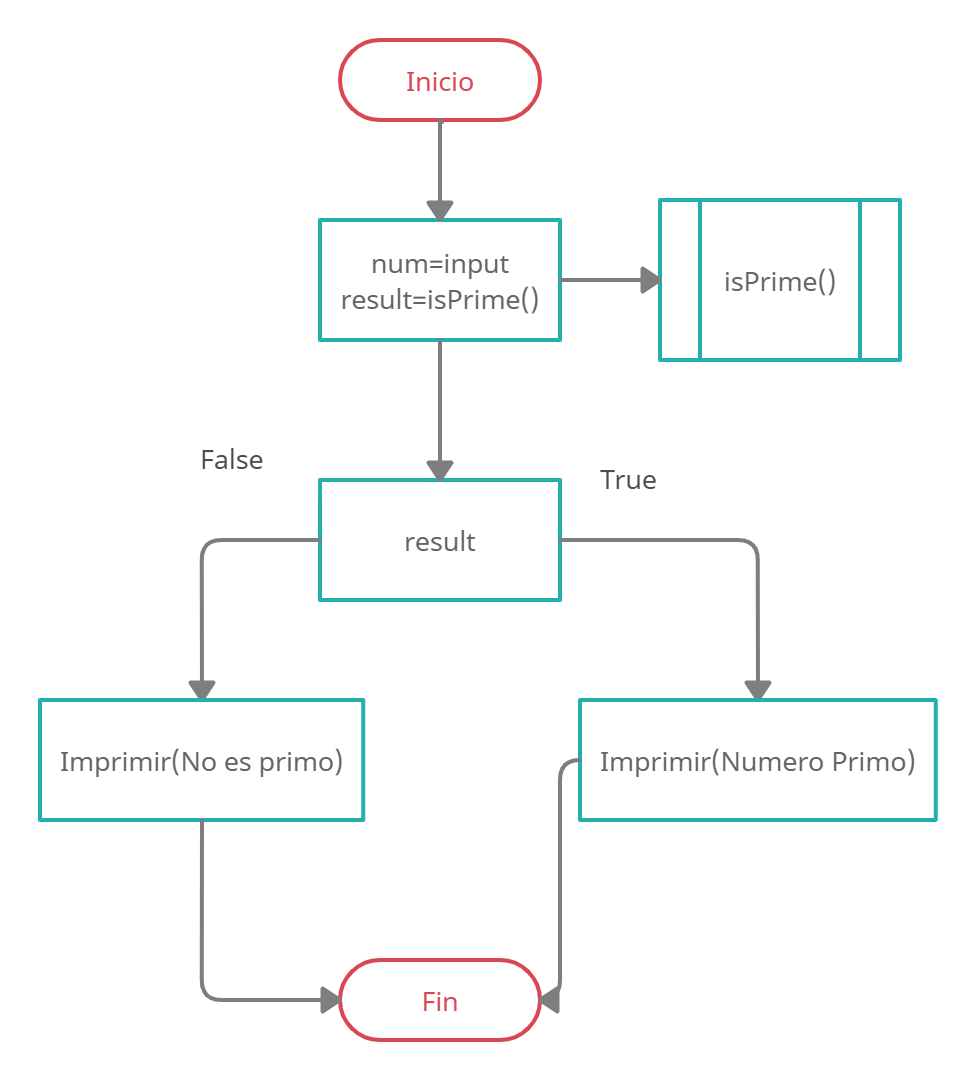 Inicio
num=input
result=isPrime()
isPrime()
False
True
result
Imprimir(No es primo)
Imprimir(Numero Primo)
Fin